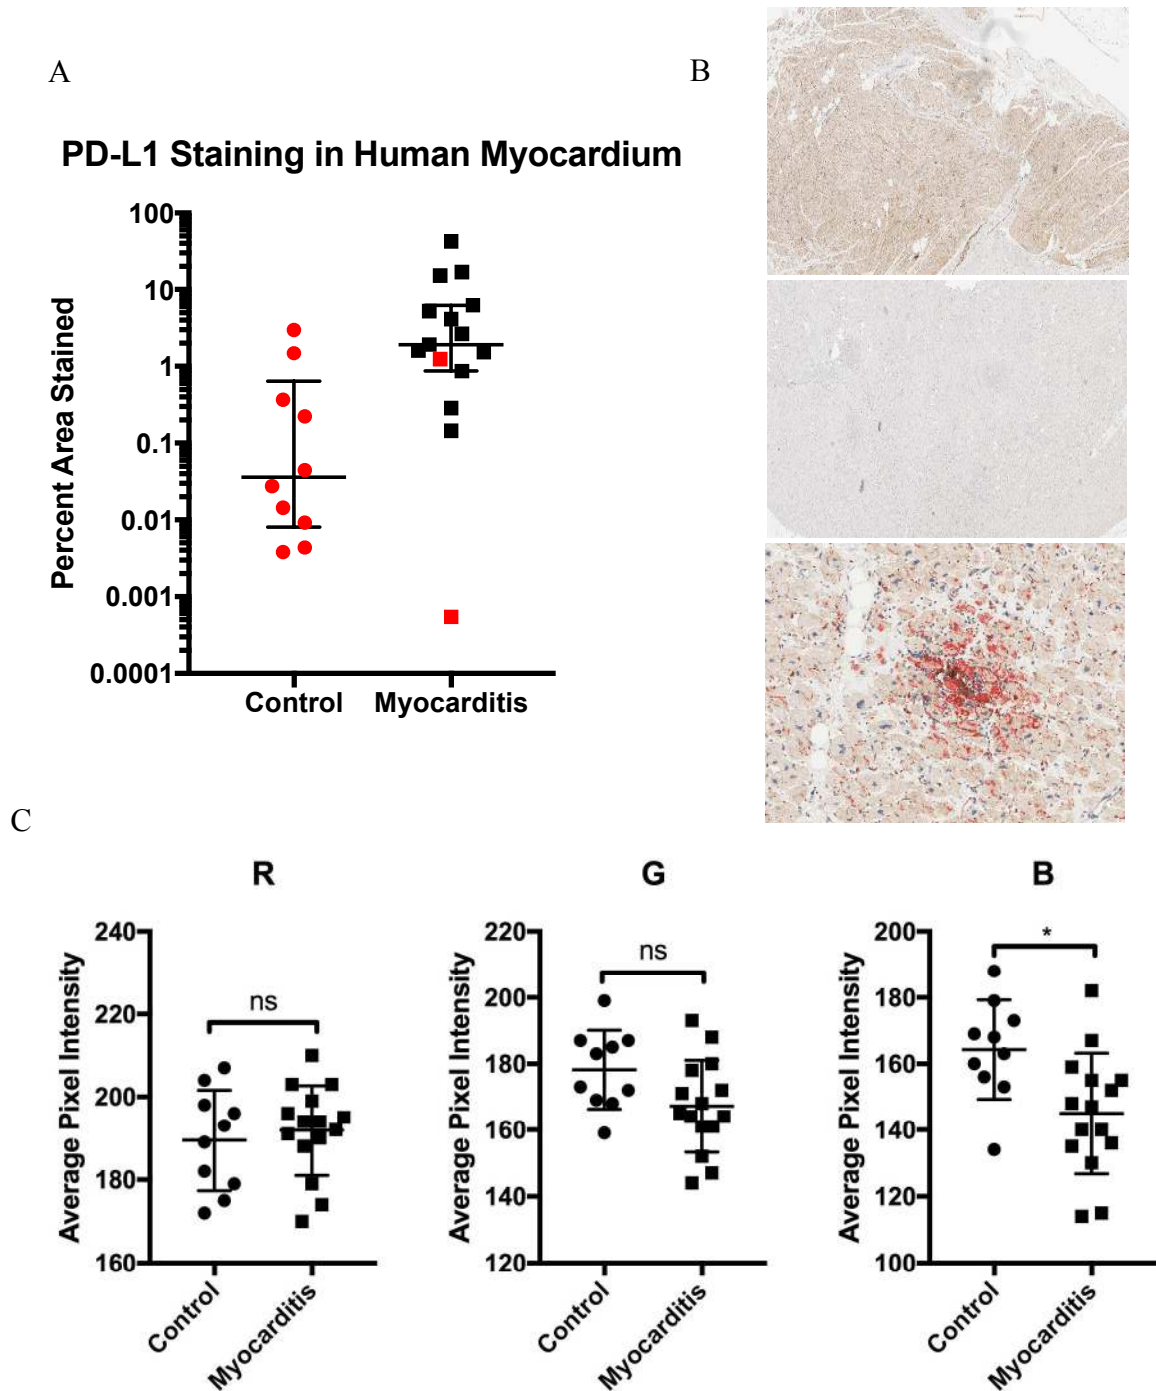 A
B
PD-L1 Staining in Human Myocardium
Percent Area Stained
100
10
1
0.1
0.01
0.001
0.0001
Control Myocarditis
C
R
Average Pixel Intensity
240
220
200
180
160
ns
Control
Myocarditis
G
Average Pixel Intensity
220
200
180
160
140
120
ns
Control
Myocarditis
B
Average Pixel Intensity
200
180
160
140
120
100
*
Control
Myocarditis